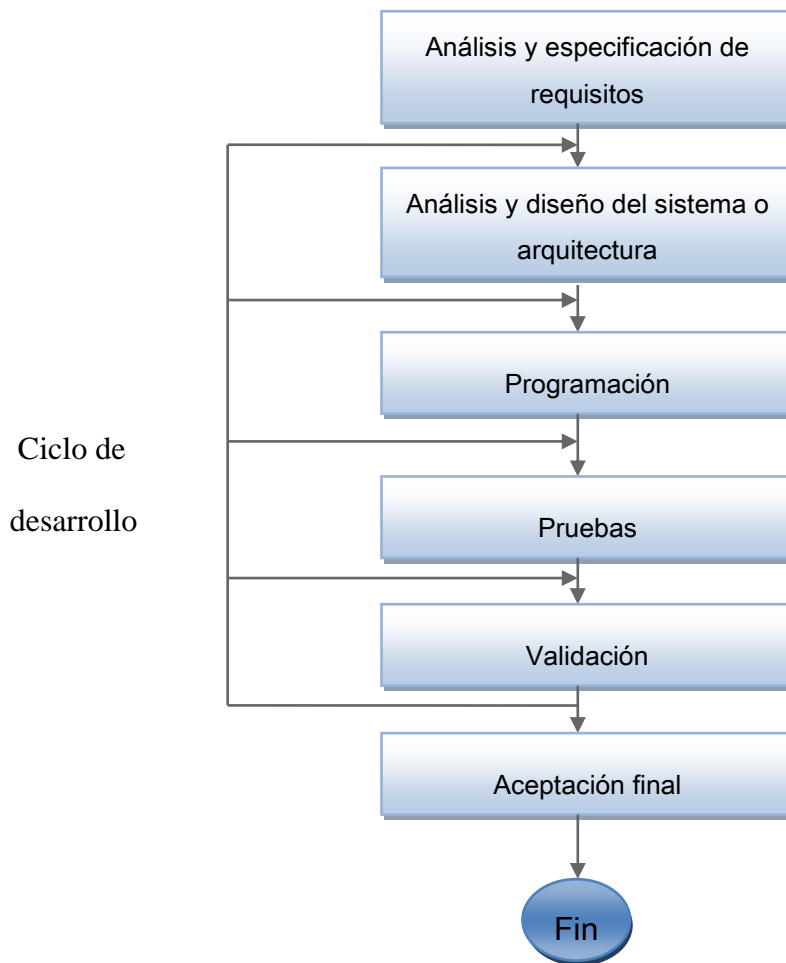 Análisis y especificación de
requisitos
Análisis y diseño del sistema o
arquitectura
Programación
Ciclo de
desarrollo
Pruebas
Validación
Aceptación final
Fin